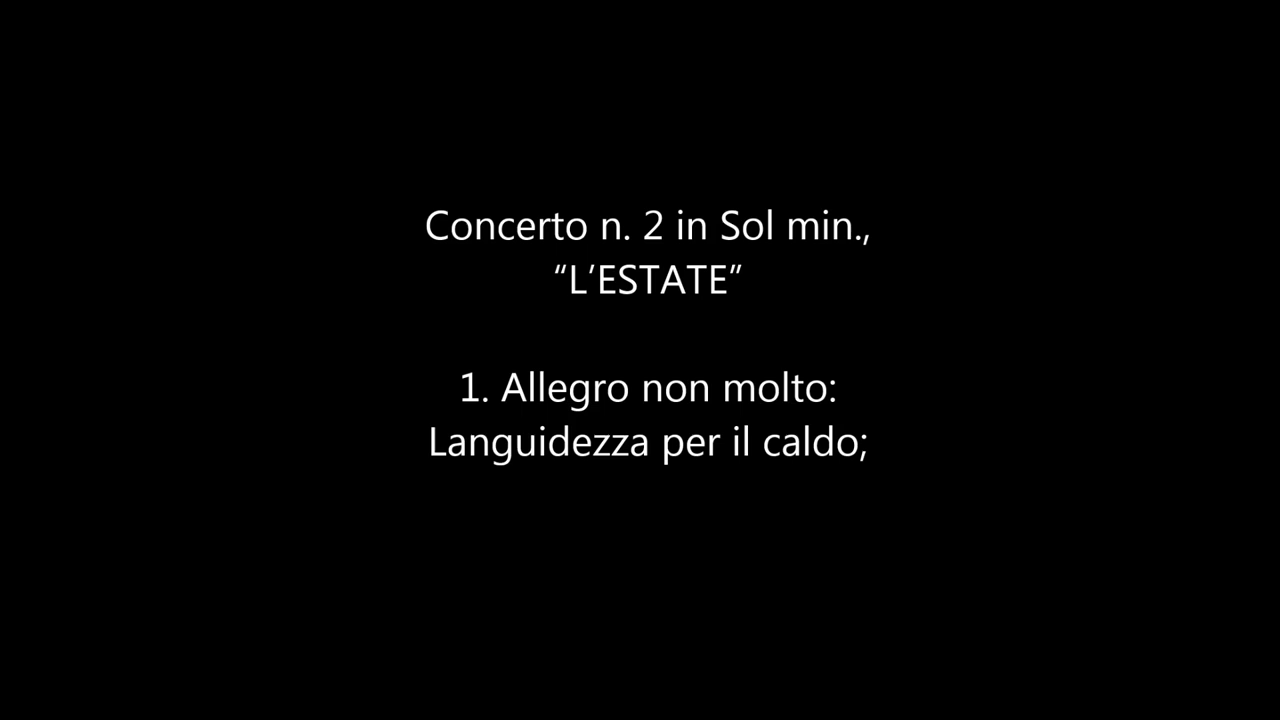 Concerto n. 2 in Sol min.,
“L’ESTATE”
1. Allegro non molto:
Languidezza per il caldo;